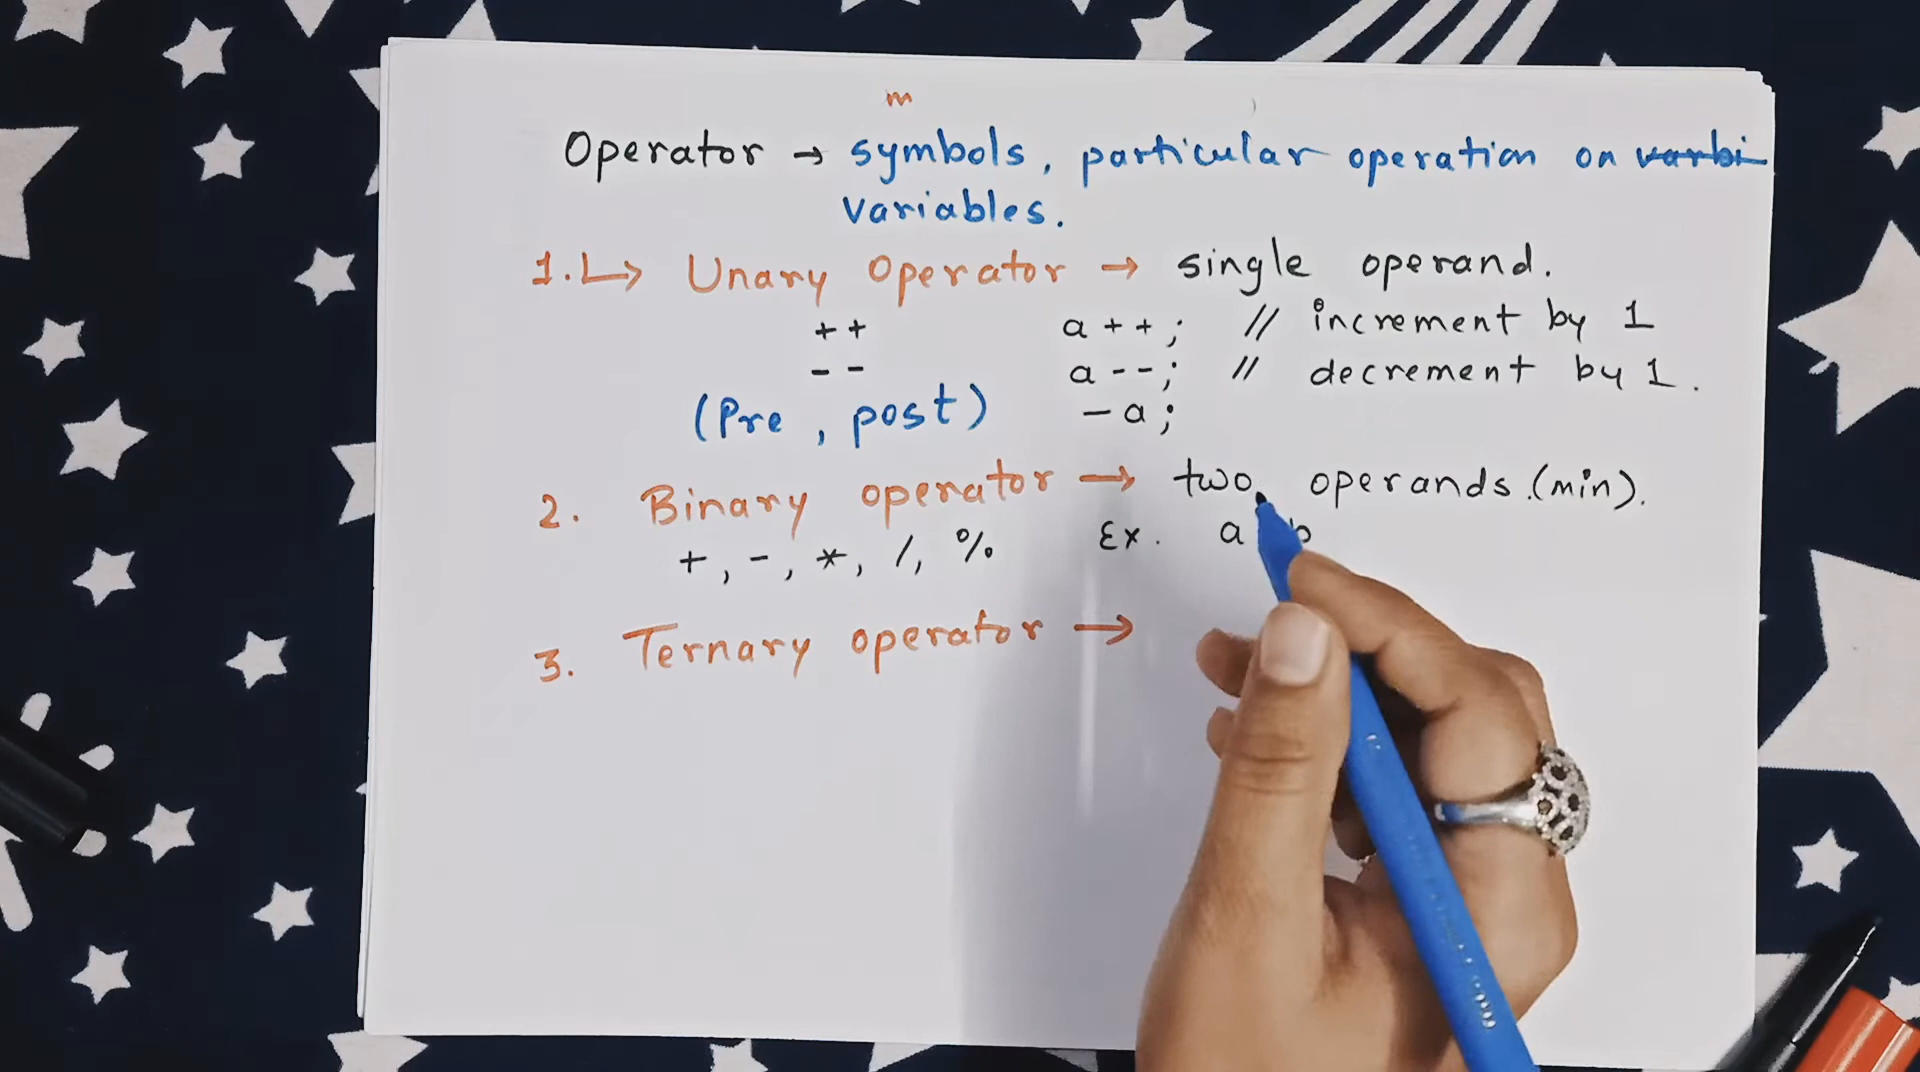 m
Operator → symbols, particular operation on varbi
variables.
1. ↳ Unary Operator → single operand.
++ a++; // increment by 1
-- a--; // decrement by 1.
(Pre, post) -a;
2. Binary operator → two operands.(min).
+, -, *, /, % Ex. a b
3. Ternary operator →